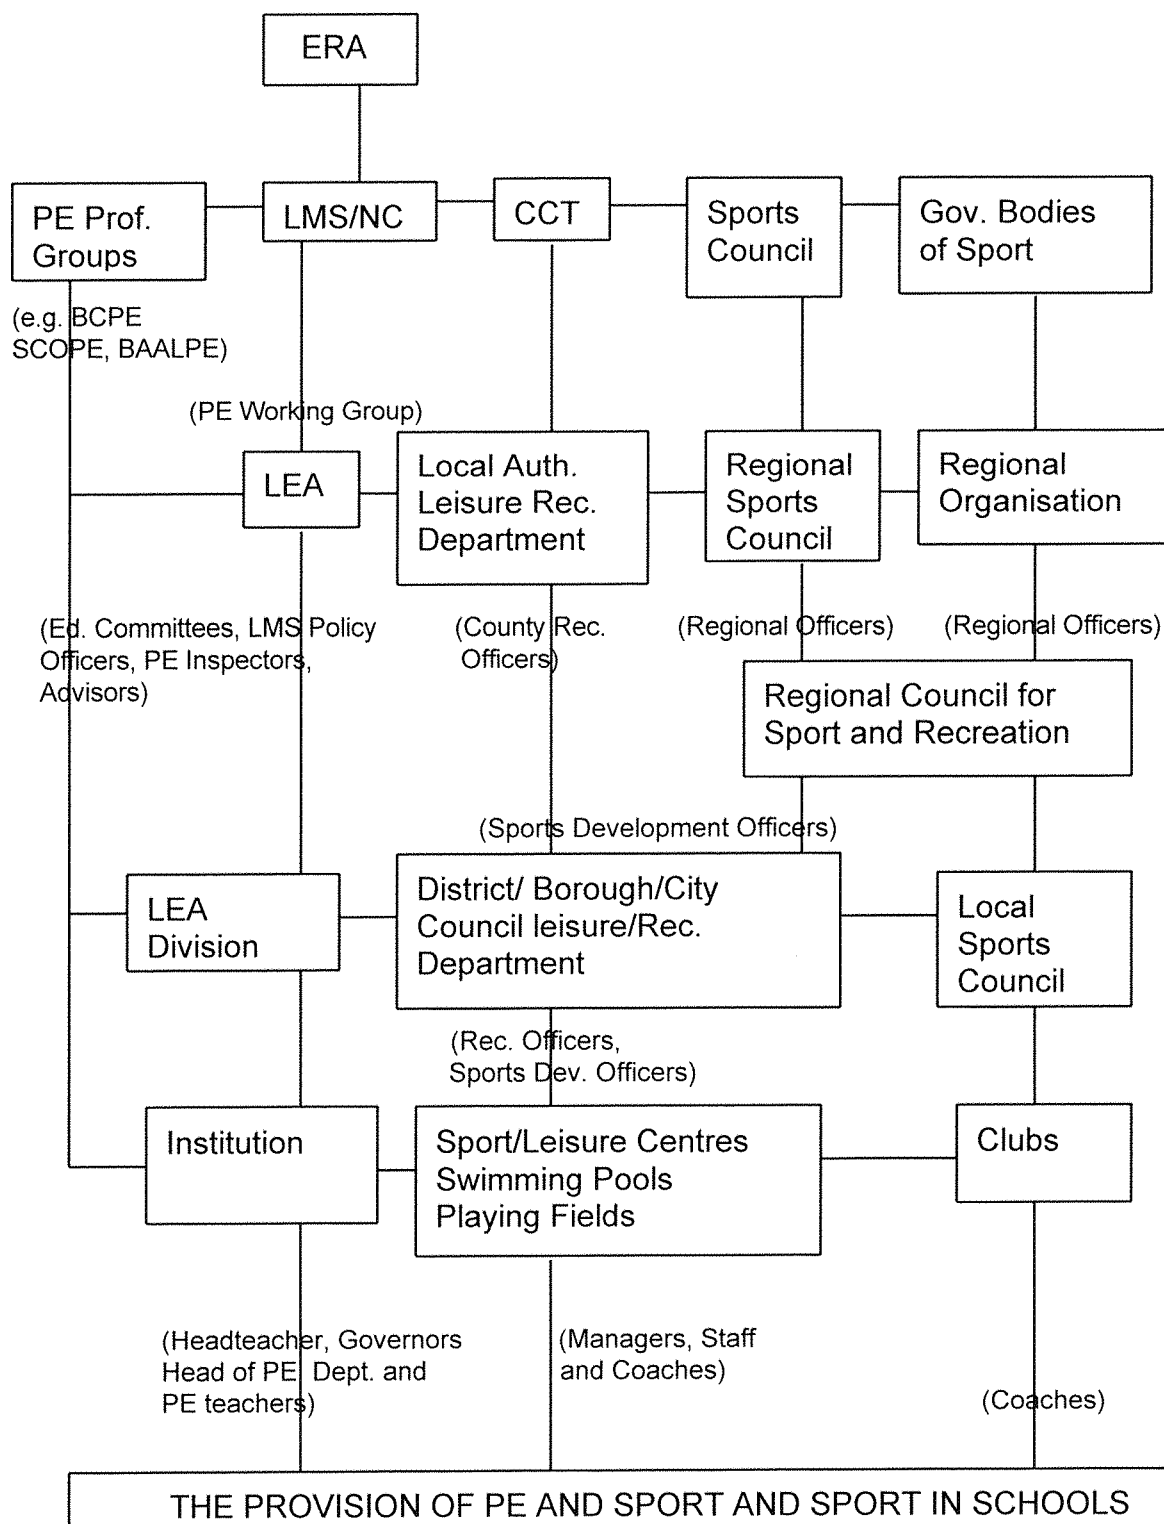 ERA
PE Prof.
Groups
LMS/NC
CCT
Sports
Council
Gov. Bodies
of Sport
(e.g. BCPE
SCOPE, BAALPE)
(PE Working Group)
LEA
Local Auth.
Leisure Rec.
Department
Regional
Sports
Council
Regional
Organisation
(Ed. Committees, LMS Policy
Officers, PE Inspectors,
Advisors)
(County Rec.
Officers)
(Regional Officers)
(Regional Officers)
Regional Council for
Sport and Recreation
(Sports Development Officers)
LEA
Division
District/ Borough/City
Council leisure/Rec.
Department
Local
Sports
Council
(Rec. Officers,
Sports Dev. Officers)
Institution
Sport/Leisure Centres
Swimming Pools
Playing Fields
Clubs
(Headteacher, Governors
Head of PE Dept. and
PE teachers)
(Managers, Staff
and Coaches)
(Coaches)
THE PROVISION OF PE AND SPORT AND SPORT IN SCHOOLS